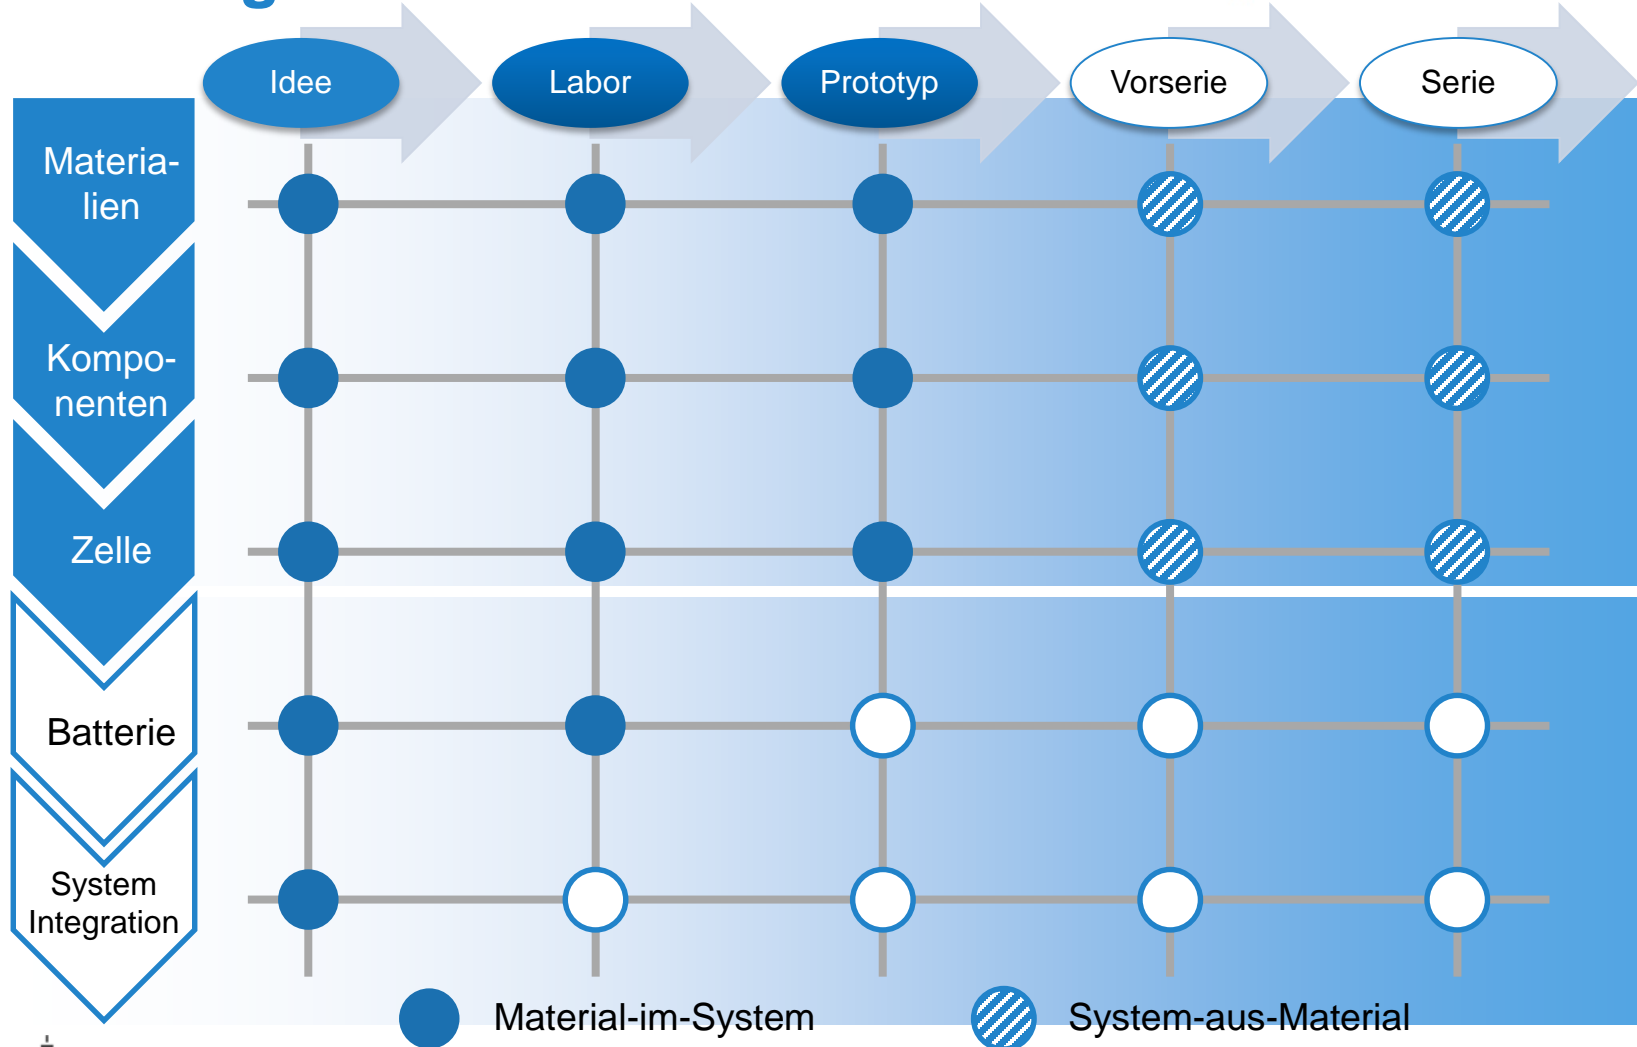 Idee
Labor
Prototyp
Vorserie
Serie
Materia-
lien
Kompo-
nenten
Zelle
Batterie
System
Integration
Material-im-System
System-aus-Material